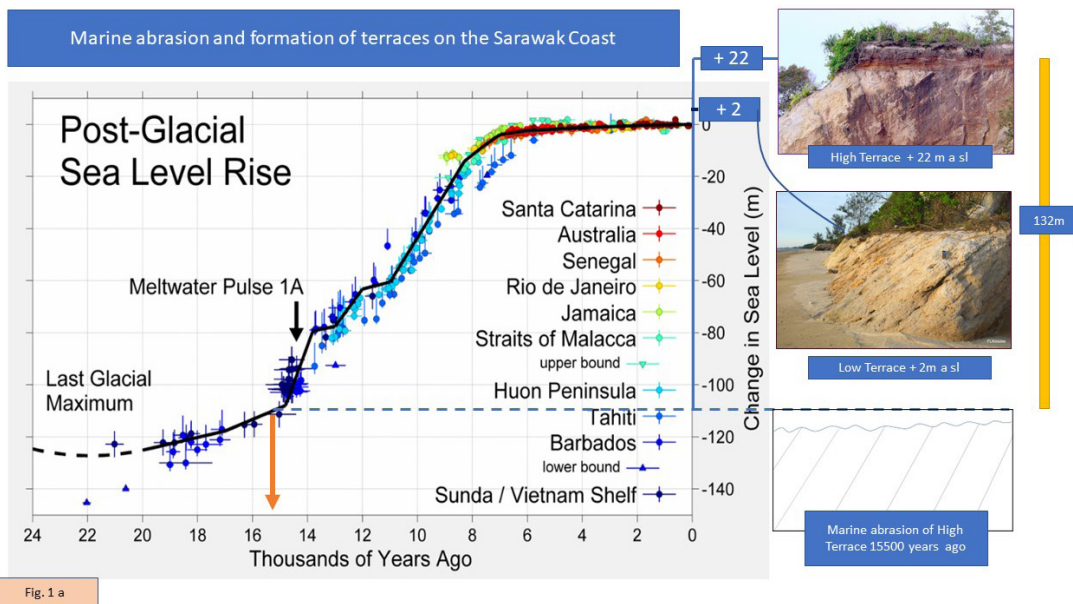 Marine abrasion and formation of terraces on the Sarawak Coast
Post-Glacial
Sea Level Rise
Meltwater Pulse 1A
Last Glacial
Maximum
Santa Catarina
Australia
Senegal
Rio de Janeiro
Jamaica
Straits of Malacca
upper bound
Huon Peninsula
Tahiti
Barbados
lower bound
Sunda / Vietnam Shelf
0
-20
-40
-60
-80
-100
-120
-140
Change in Sea Level (m)
24 22 20 18 16 14 12 10 8 6 4 2 0
Thousands of Years Ago
+ 22
+ 2
High Terrace + 22 m a sl
Low Terrace + 2m a sl
132m
Marine abrasion of High
Terrace 15500 years ago
Fig. 1 a